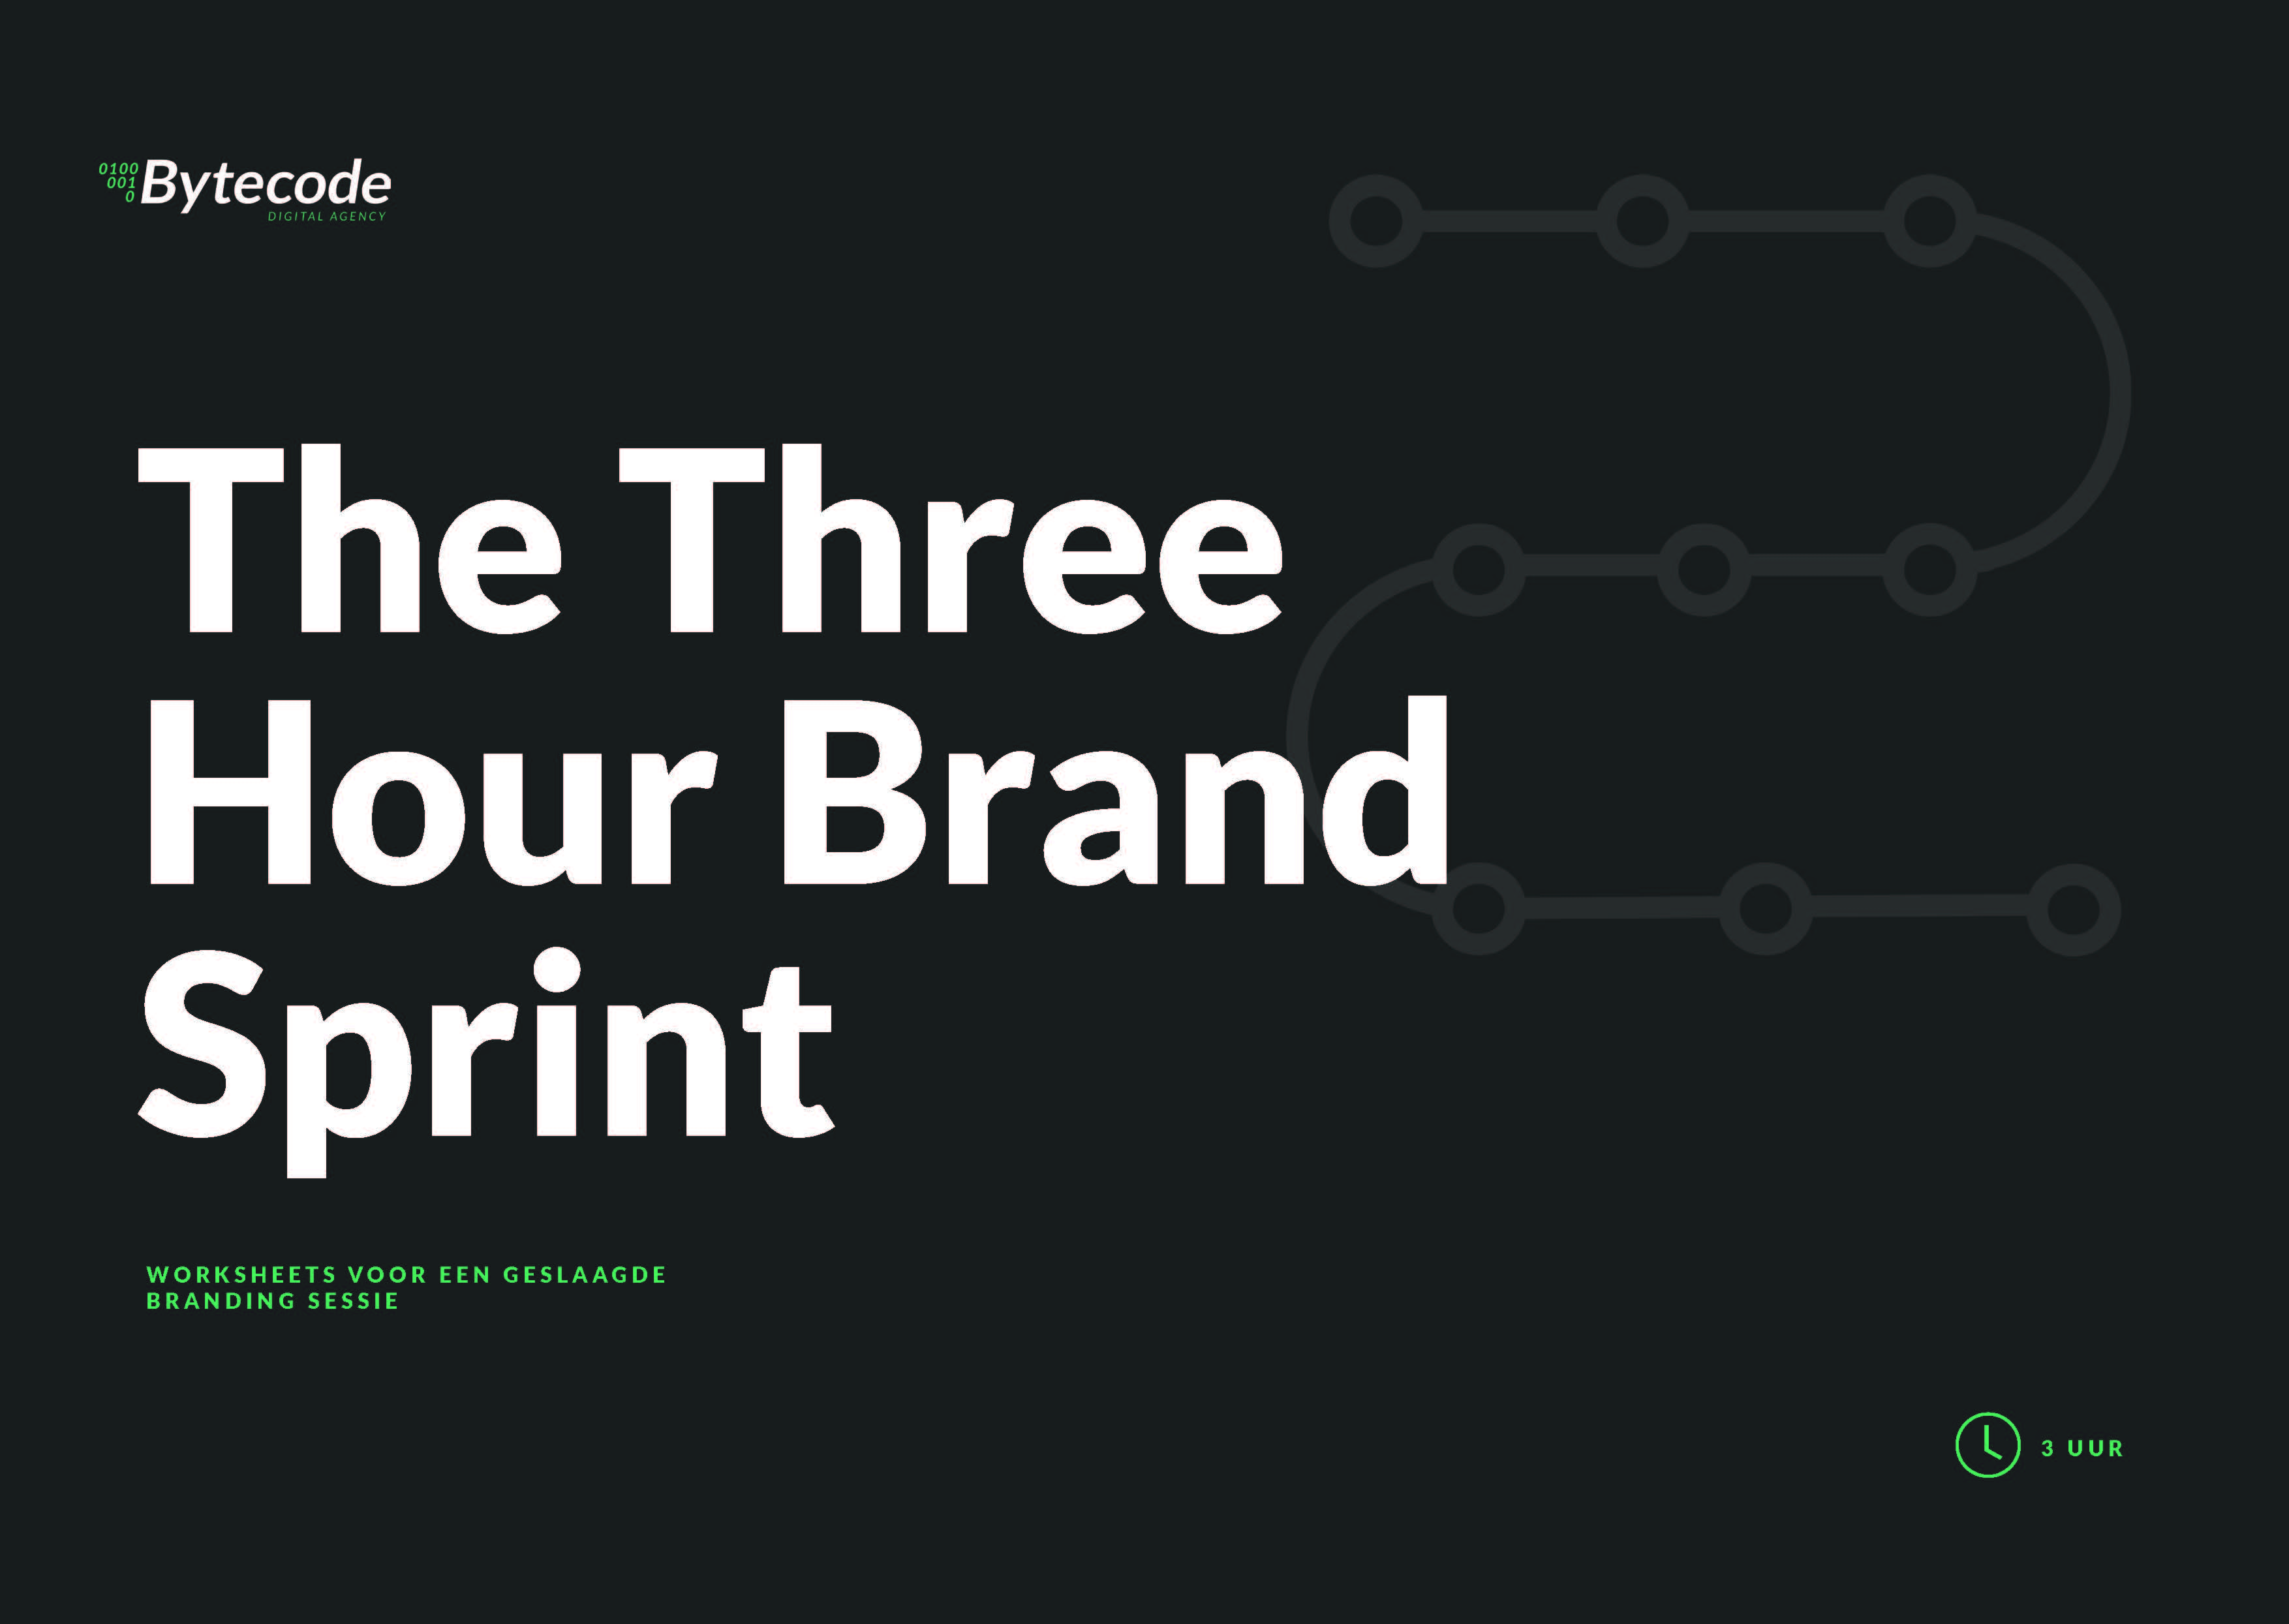 0100
001
0
Bytecode
DIGITAL AGENCY
The Three
Hour Brand
Sprint
WORKSHEETS VOOR EEN GESLAAGDE
BRANDING SESSIE
3 UUR